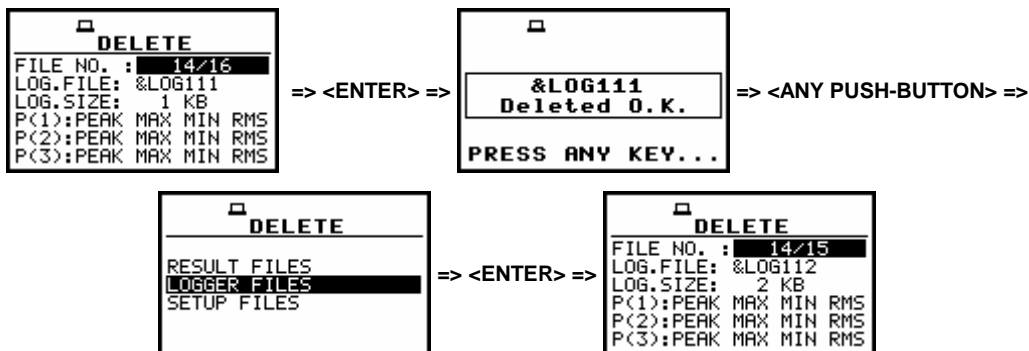 DELETE
FILE NO. : 14/16
LOG.FILE: &LOG111
LOG.SIZE: 1 KB
P(1):PEAK MAX MIN RMS
P(2):PEAK MAX MIN RMS
P(3):PEAK MAX MIN RMS
=> <ENTER> =>
&LOG111
Deleted O.K.
PRESS ANY KEY...
=> <ANY PUSH-BUTTON> =>
DELETE
RESULT FILES
LOGGER FILES
SETUP FILES
=> <ENTER> =>
DELETE
FILE NO. : 14/15
LOG.FILE: &LOG112
LOG.SIZE: 2 KB
P(1):PEAK MAX MIN RMS
P(2):PEAK MAX MIN RMS
P(3):PEAK MAX MIN RMS